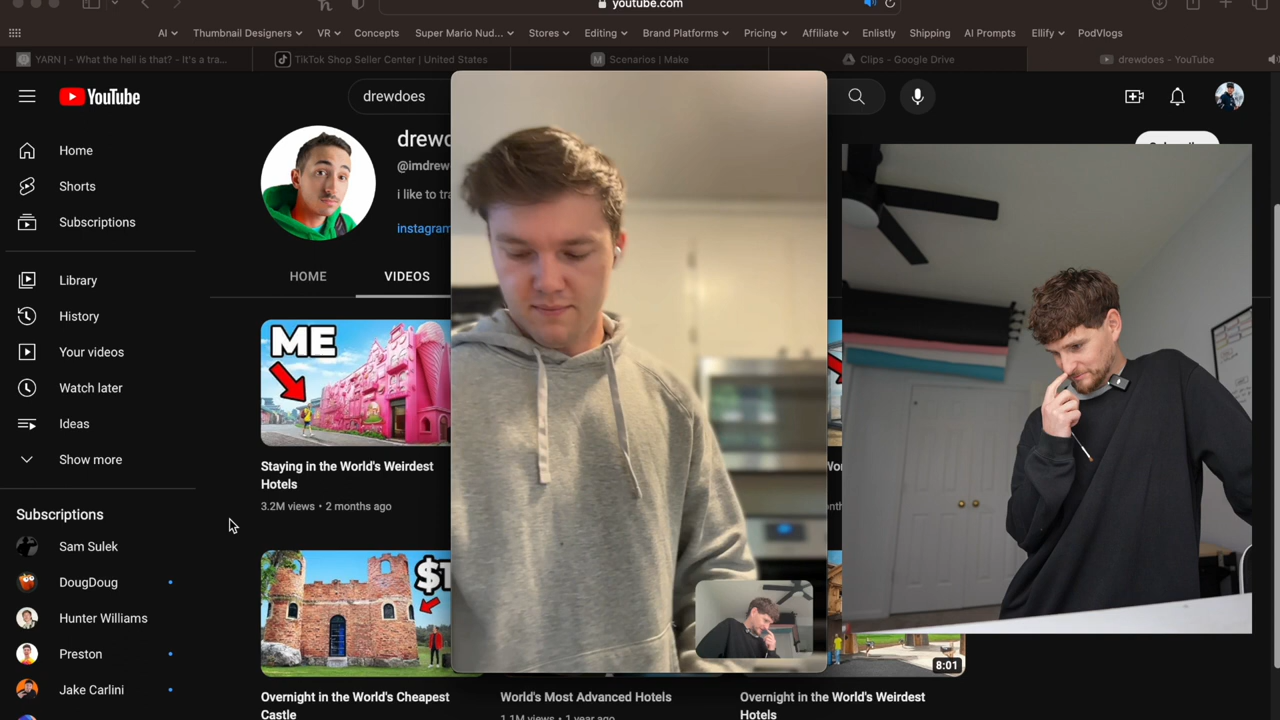 youtube.com
AI
Thumbnail Designers
VR
Concepts
Super Mario Nud...
Stores
Editing
Brand Platforms
Pricing
Affiliate
Enlistly
Shipping
AI Prompts
Ellify
PodVlogs
YARN | - What the hell is that? - It's a tra...
TikTok Shop Seller Center | United States
Scenarios | Make
Clips - Google Drive
drewdoes - YouTube
YouTube
drewdoes
Home
Shorts
Subscriptions
Library
History
Your videos
Watch later
Ideas
Show more
Subscriptions
Sam Sulek
DougDoug
Hunter Williams
Preston
Jake Carlini
@imdrew
i like to tra
instagram
HOME
VIDEOS
ME
Staying in the World's Weirdest
Hotels
3.2M views • 2 months ago
$1
8:01
Overnight in the World's Cheapest
Castle
World's Most Advanced Hotels
1.1M views • 1 year ago
Overnight in the World's Weirdest
Hotels